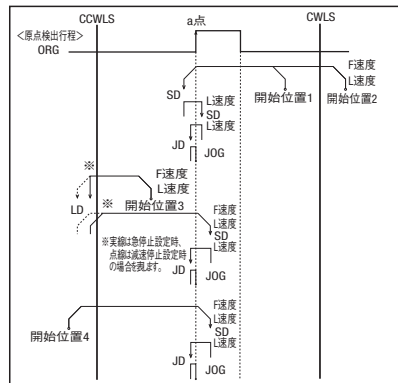 CCWLS a点 CWLS
＜原点検出行程＞
ORG
F速度
L速度
SD
開始位置1 開始位置2
L速度
SD
L速度
JD JOG
※
F速度
L速度
LD
開始位置3
※
F速度
L速度
SD
※実線は急停止設定時、
点線は減速停止設定時
の場合を表します。
L速度
JD JOG
F速度
L速度
SD
開始位置4
L速度
JD JOG